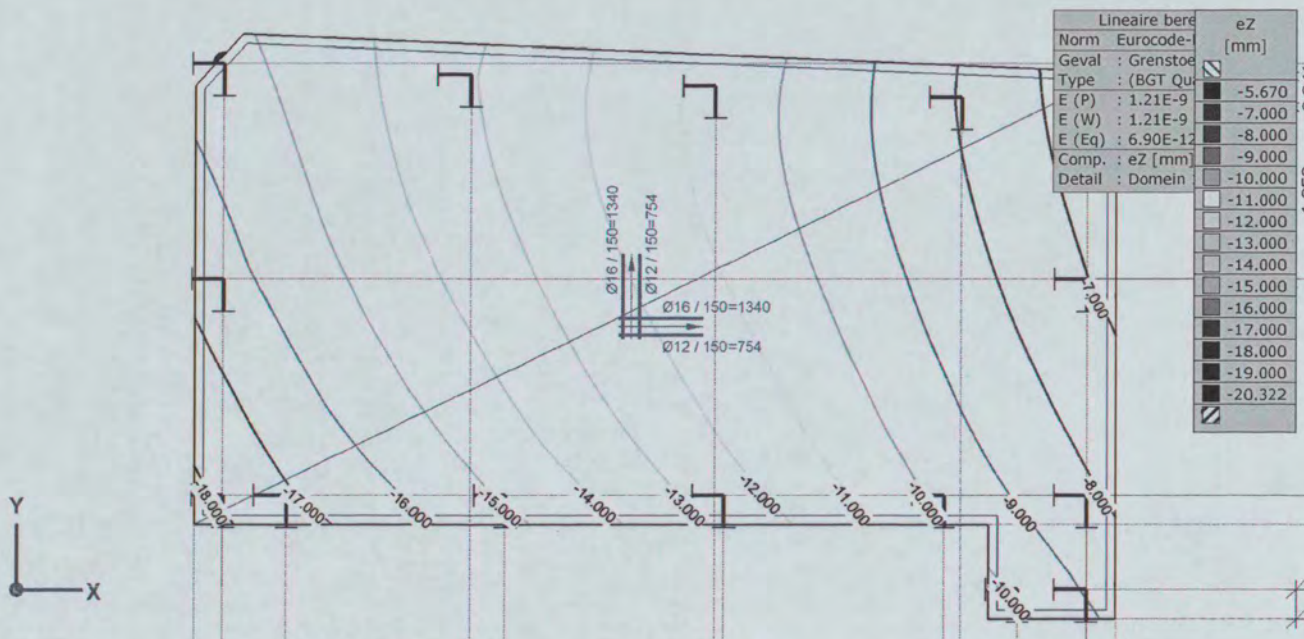 Lineaire bere
Norm Eurocode-
Geval : Grenstoe
Type : (BGT Qua
E (P) : 1.21E-9
E (W) : 1.21E-9
E (Eq) : 6.90E-12
Comp. : eZ [mm]
Detail : Domein
eZ
[mm]
-5.670
-7.000
-8.000
-9.000
-10.000
-11.000
-12.000
-13.000
-14.000
-15.000
-16.000
-17.000
-18.000
-19.000
-20.322
Ø16 / 150=1340
Ø12 / 150=754
Ø16 / 150=1340
Ø12 / 150=754
-7.000
-18.000
-17.000
-16.000
-15.000
-14.000
-13.000
-12.000
-11.000
-10.000
-9.000
-8.000
-10.000
Y
X